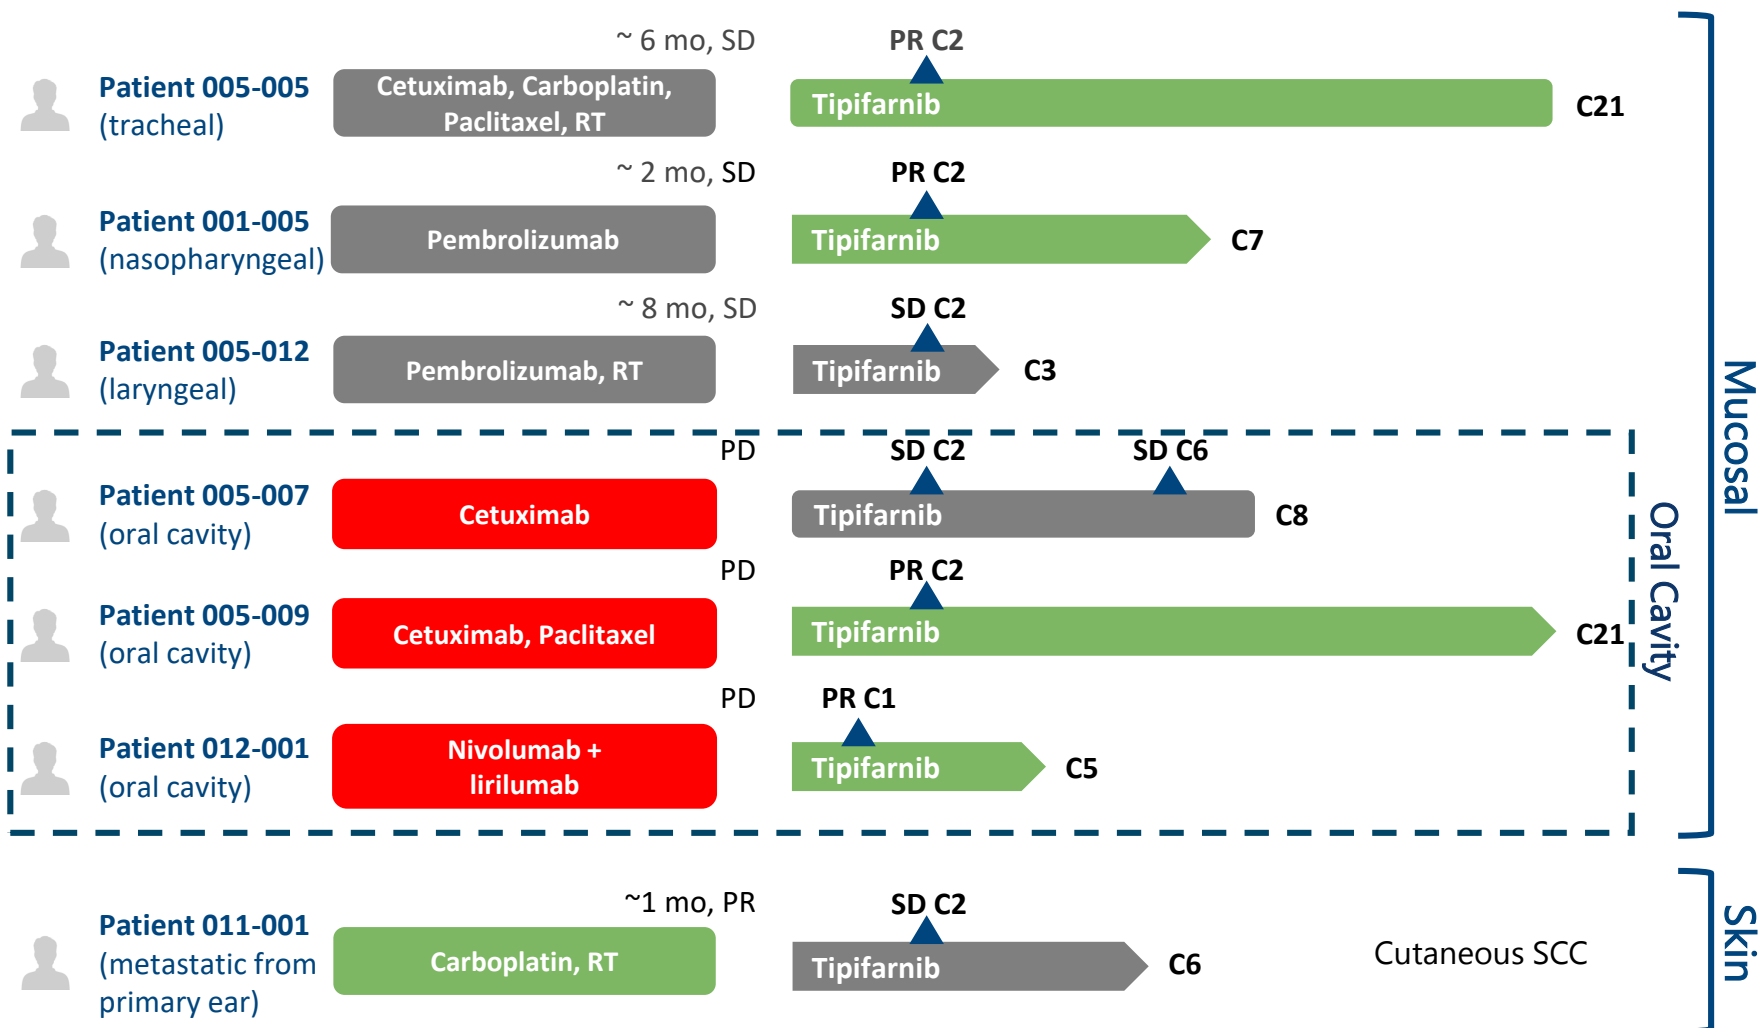 ~ 6 mo, SD
PR C2
Patient 005-005
(tracheal)
Cetuximab, Carboplatin,
Paclitaxel, RT
Tipifarnib
C21
~ 2 mo, SD
PR C2
Patient 001-005
(nasopharyngeal)
Pembrolizumab
Tipifarnib
C7
~ 8 mo, SD
SD C2
Patient 005-012
(laryngeal)
Pembrolizumab, RT
Tipifarnib
C3
PD
SD C2
SD C6
Patient 005-007
(oral cavity)
Cetuximab
Tipifarnib
C8
PD
PR C2
Patient 005-009
(oral cavity)
Cetuximab, Paclitaxel
Tipifarnib
C21
PD
PR C1
Patient 012-001
(oral cavity)
Nivolumab +
lirilumab
Tipifarnib
C5
Oral Cavity
Mucosal
~1 mo, PR
SD C2
Patient 011-001
(metastatic from
primary ear)
Carboplatin, RT
Tipifarnib
C6
Cutaneous SCC
Skin